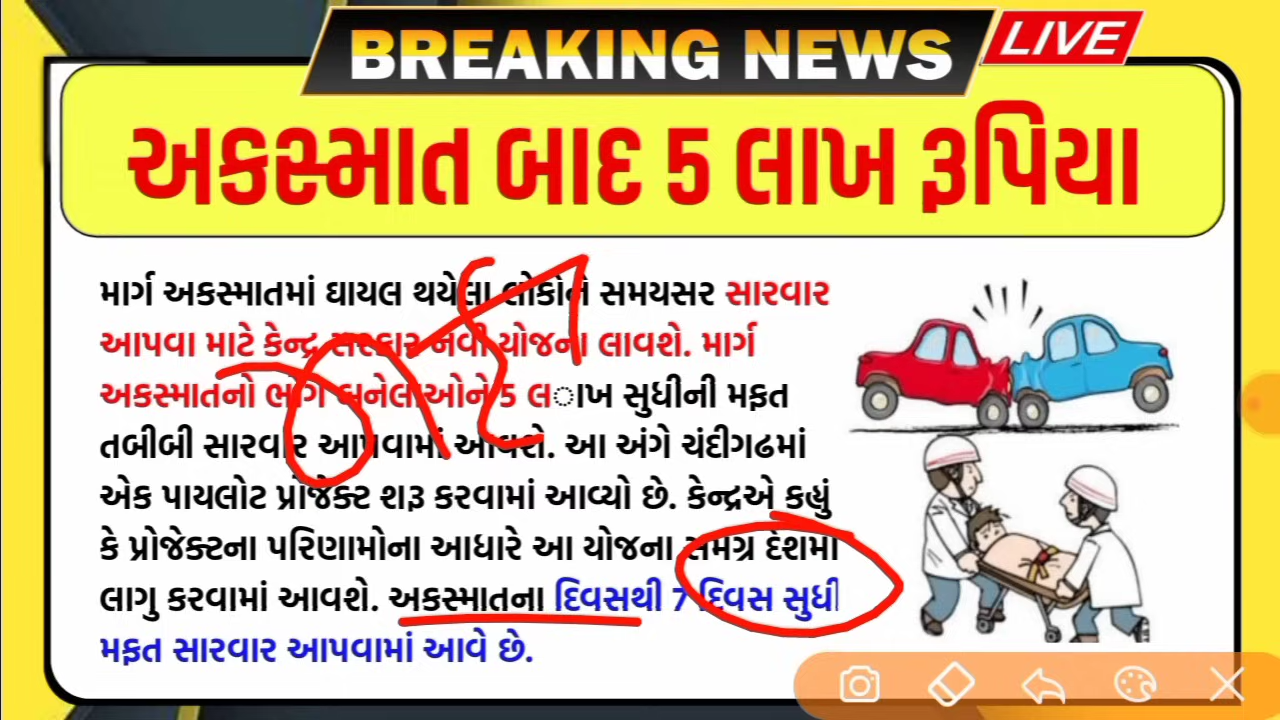 BREAKING NEWS
LIVE
અકસ્માત બાદ 5 લાખ રૂપિયા
માર્ગ અકસ્માતમાં ઘાયલ થયેલા લોકોને સમયસર સારવાર
આપવા માટે કેન્દ્ર સરકાર નવી યોજના લાવશે. માર્ગ
અકસ્માતનો ભોગ બનેલાઓને 5 લાખ સુધીની મફત
તબીબી સારવાર આપવામાં આવશે. આ અંગે ચંદીગઢમાં
એક પાયલોટ પ્રોજેક્ટ શરૂ કરવામાં આવ્યો છે. કેન્દ્રએ કહ્યું
કે પ્રોજેક્ટના પરિણામોના આધારે આ યોજના સમગ્ર દેશમાં
લાગુ કરવામાં આવશે. અકસ્માતના દિવસથી 7 દિવસ સુધી
મફત સારવાર આપવામાં આવે છે.